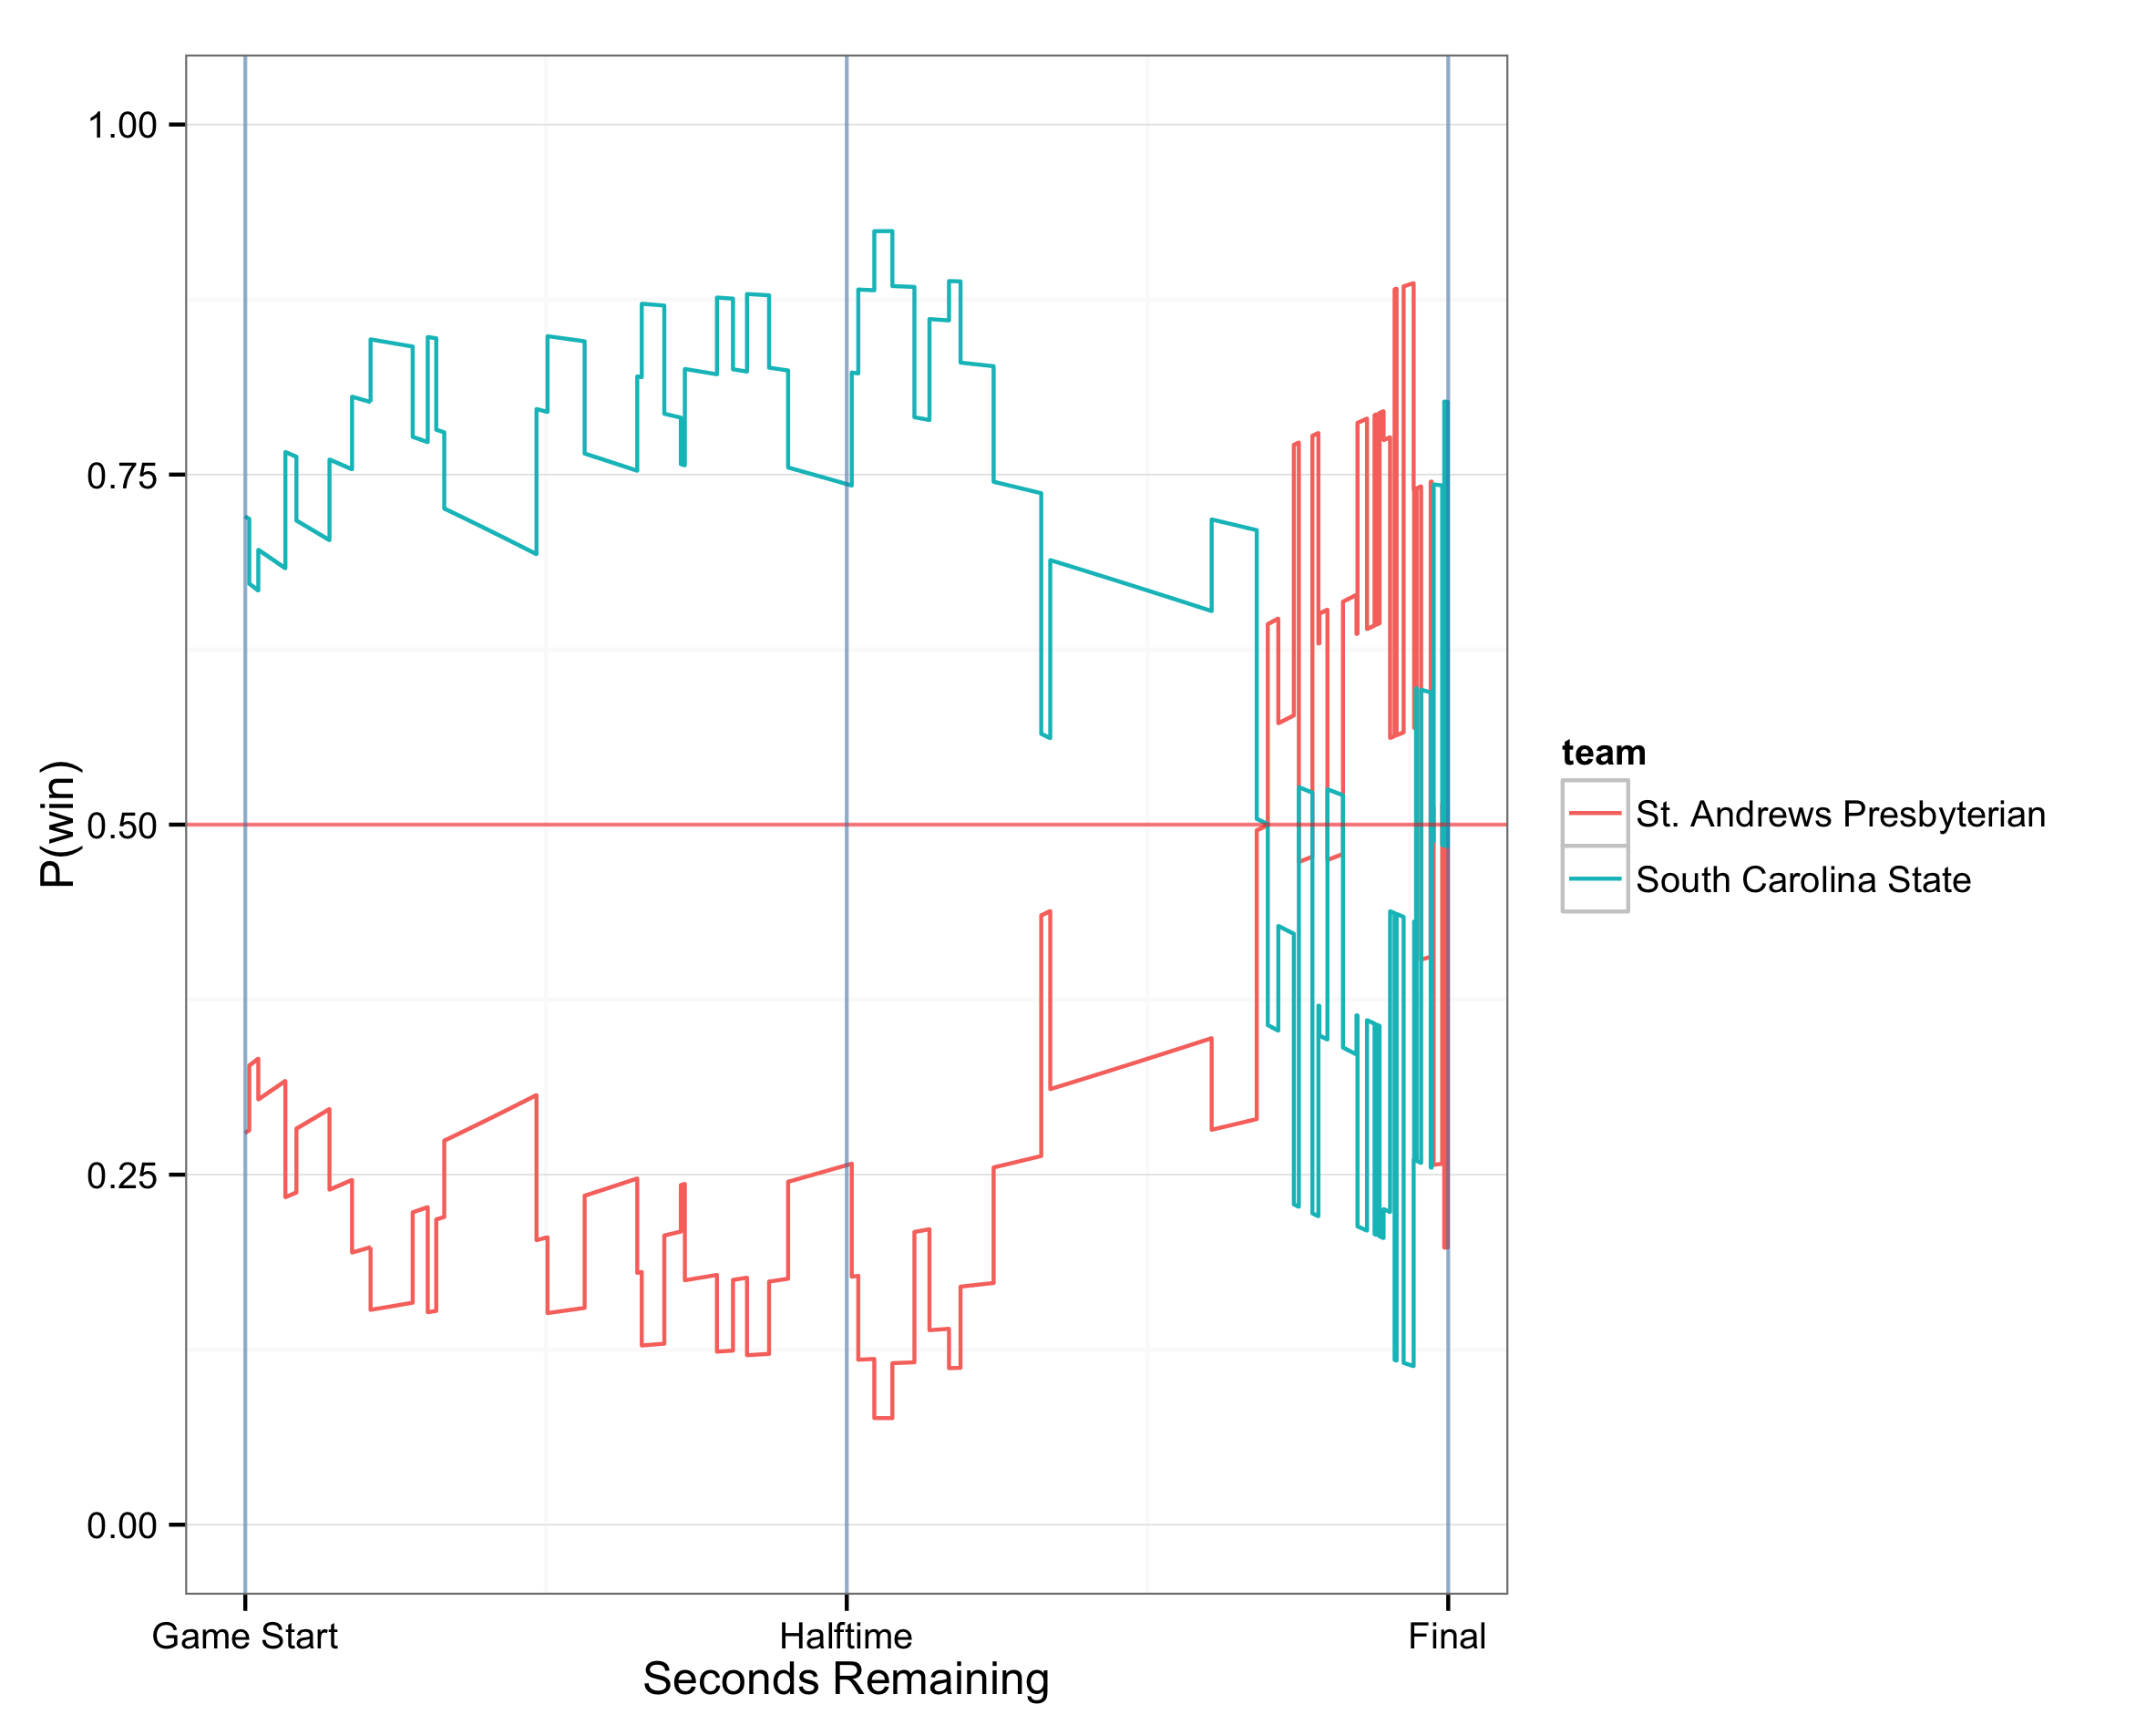 1.00
0.75
0.50
0.25
0.00
P(win)
Game Start
Halftime
Final
Seconds Remaining
team
St. Andrews Presbyterian
South Carolina State